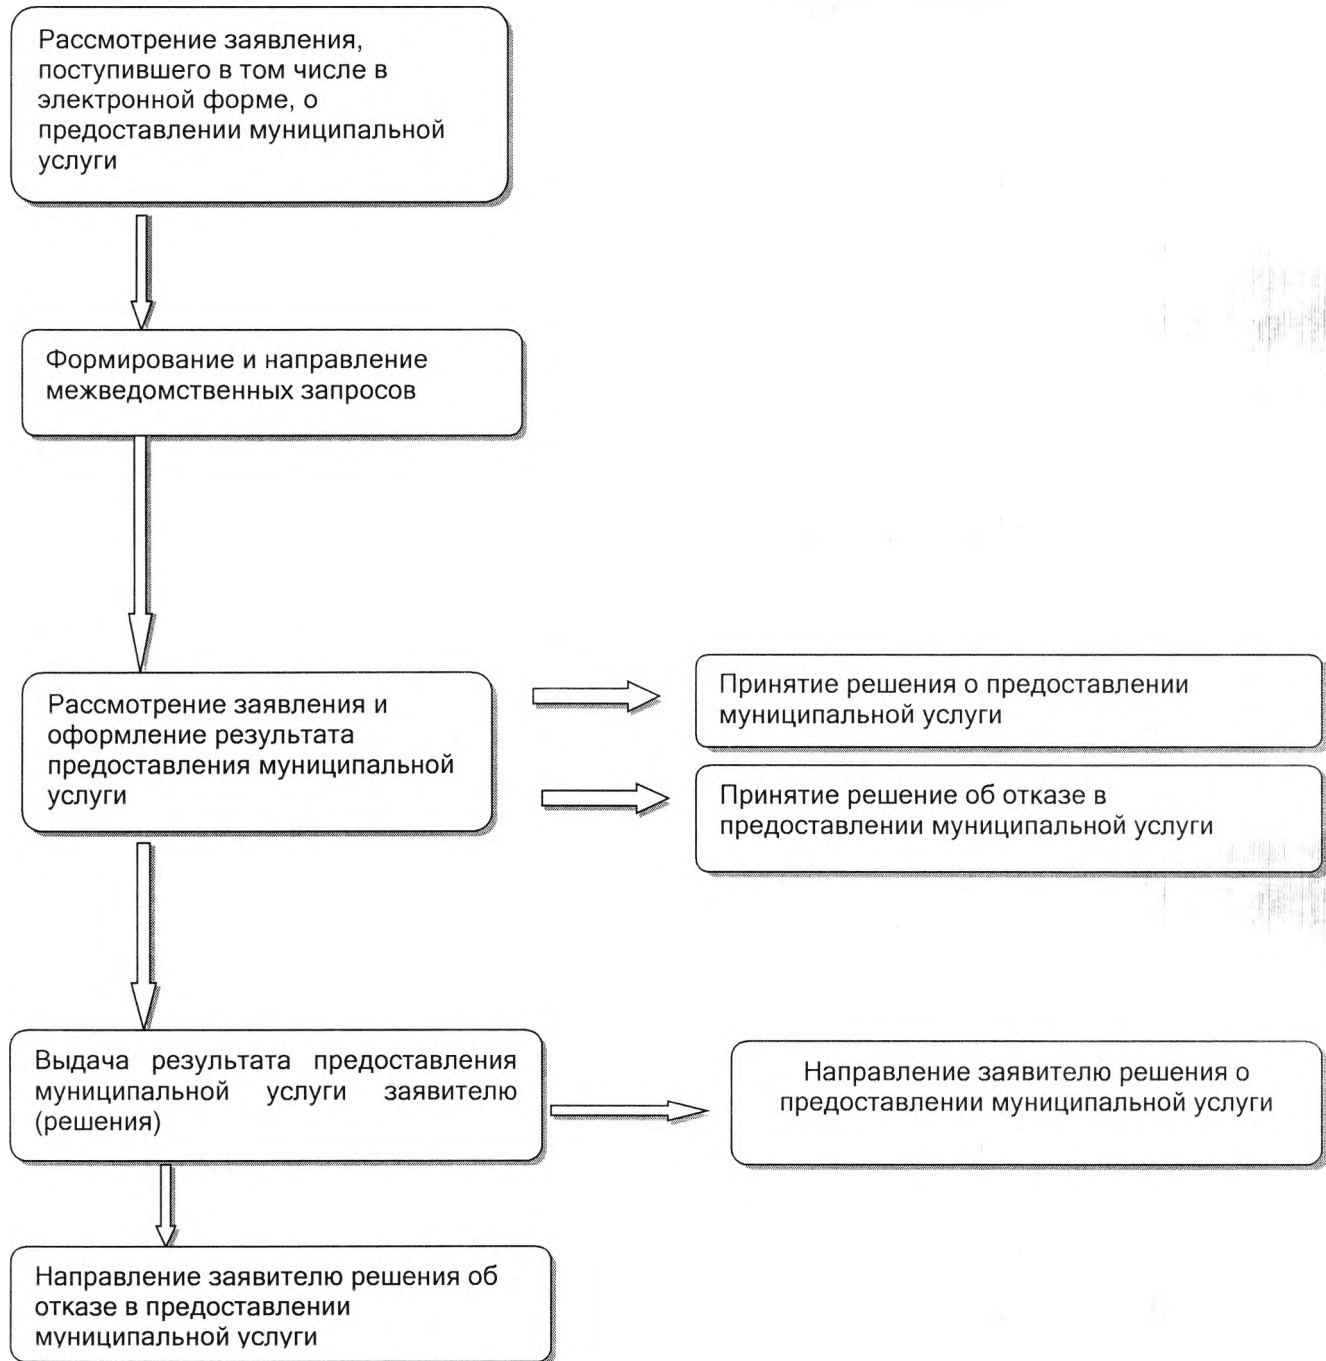 Рассмотрение заявления,
поступившего в том числе в
электронной форме, о
предоставлении муниципальной
услуги
Формирование и направление
межведомственных запросов
Рассмотрение заявления и
оформление результата
предоставления муниципальной
услуги
Принятие решения о предоставлении
муниципальной услуги
Принятие решение об отказе в
предоставлении муниципальной услуги
Выдача результата предоставления
муниципальной услуги заявителю
(решения)
Направление заявителю решения о
предоставлении муниципальной услуги
Направление заявителю решения об
отказе в предоставлении
муниципальной услуги